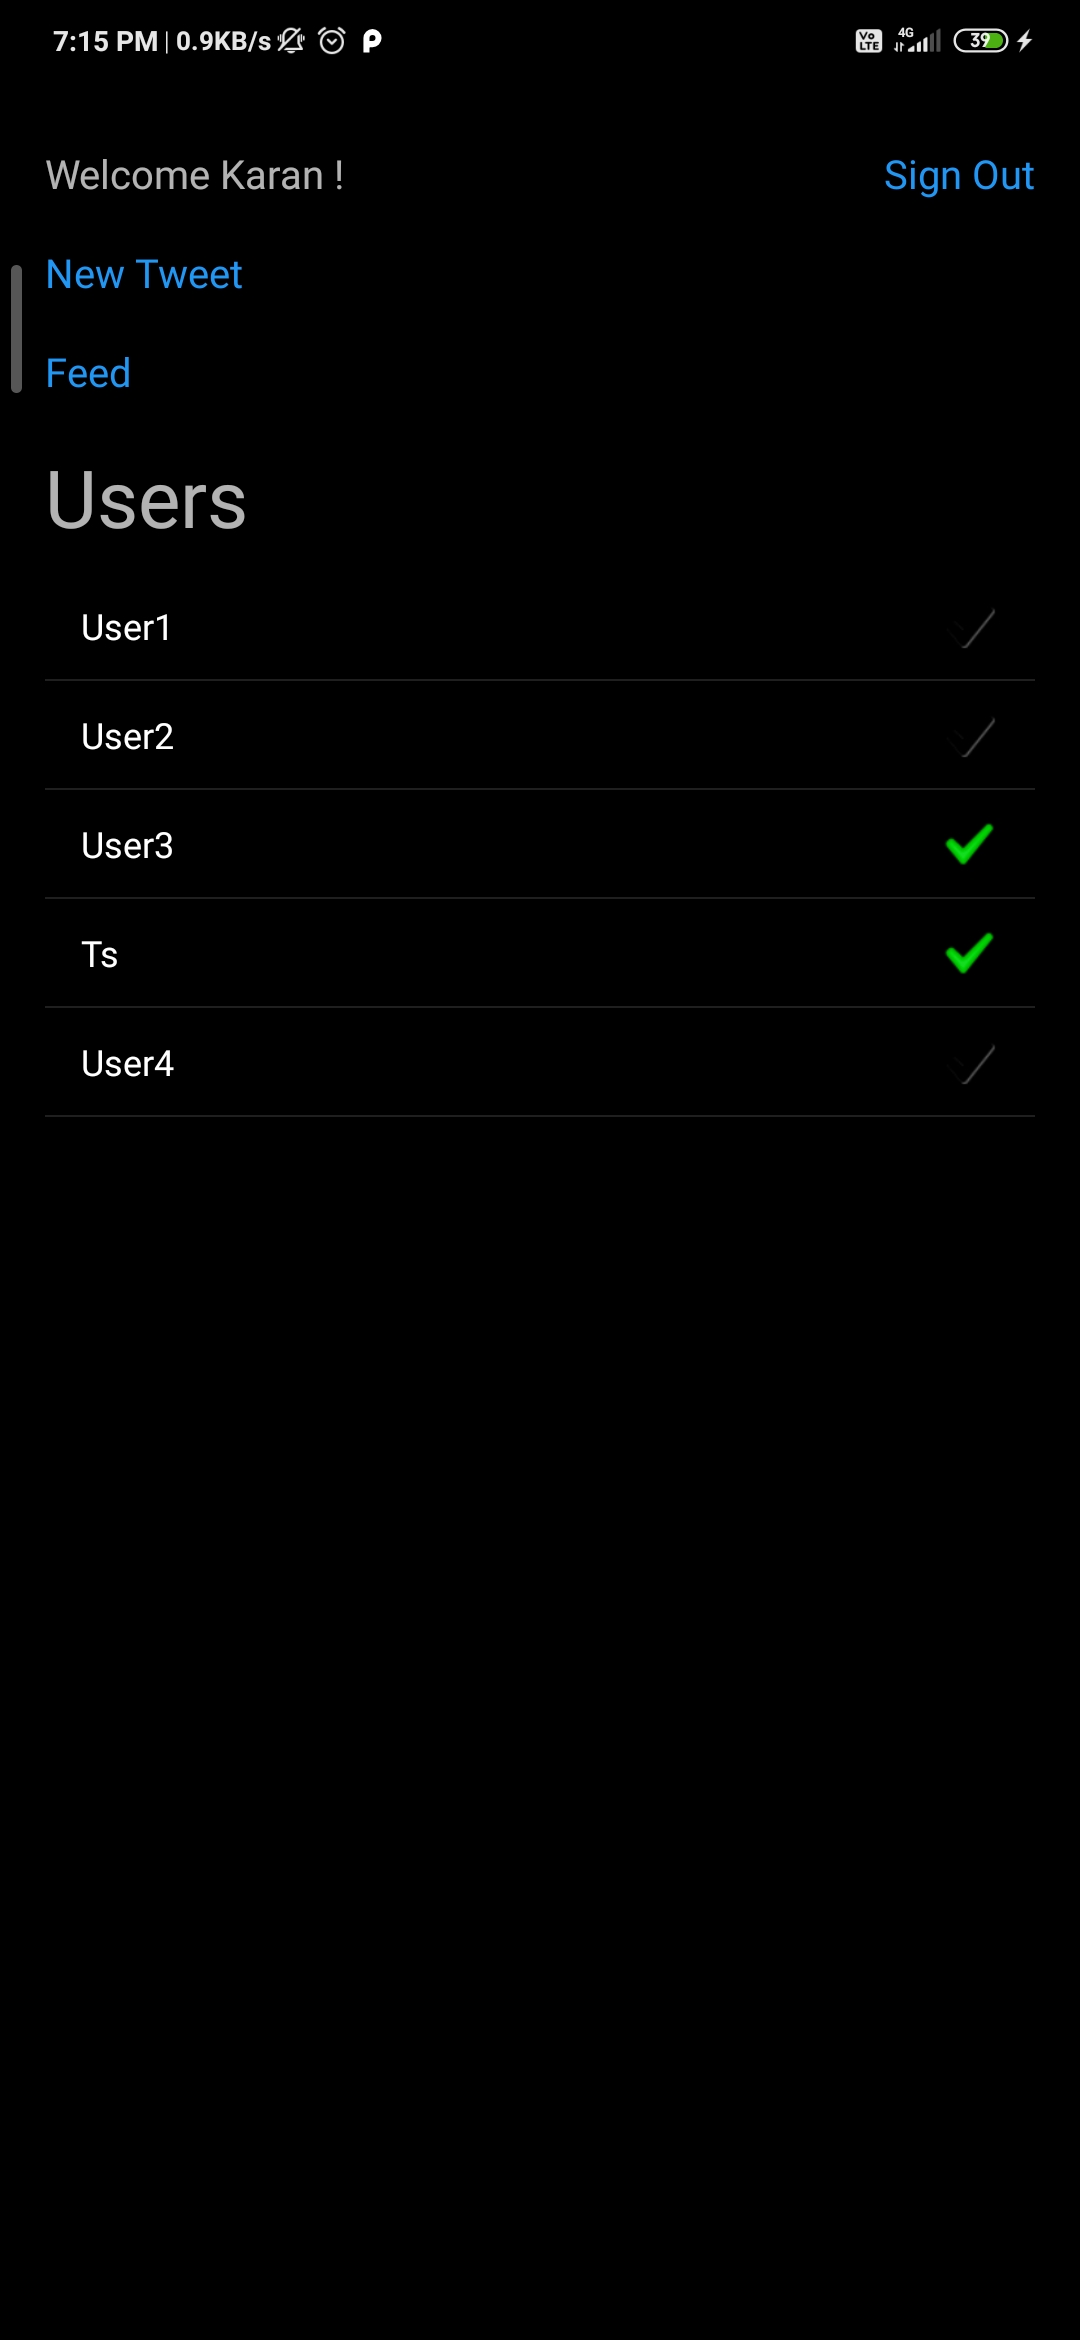 7:15 PM | 0.9KB/s Vo LTE 4G 39
Welcome Karan ! Sign Out
New Tweet
Feed
Users
User1
User2
User3
Ts
User4